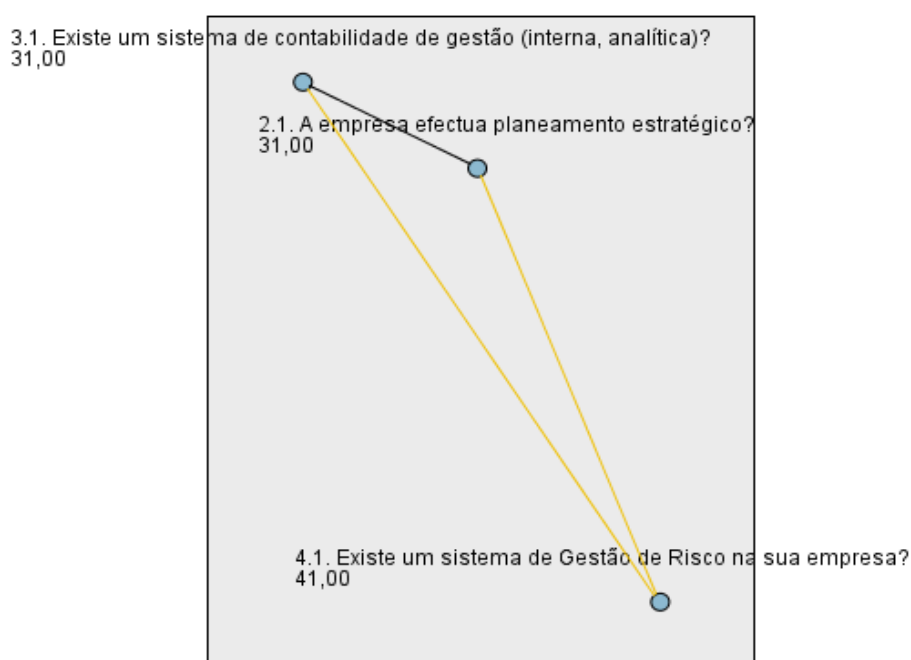 3.1. Existe um sistema de contabilidade de gestão (interna, analítica)?
31,00
2.1. A empresa efectua planeamento estratégico?
31,00
4.1. Existe um sistema de Gestão de Risco na sua empresa?
41,00